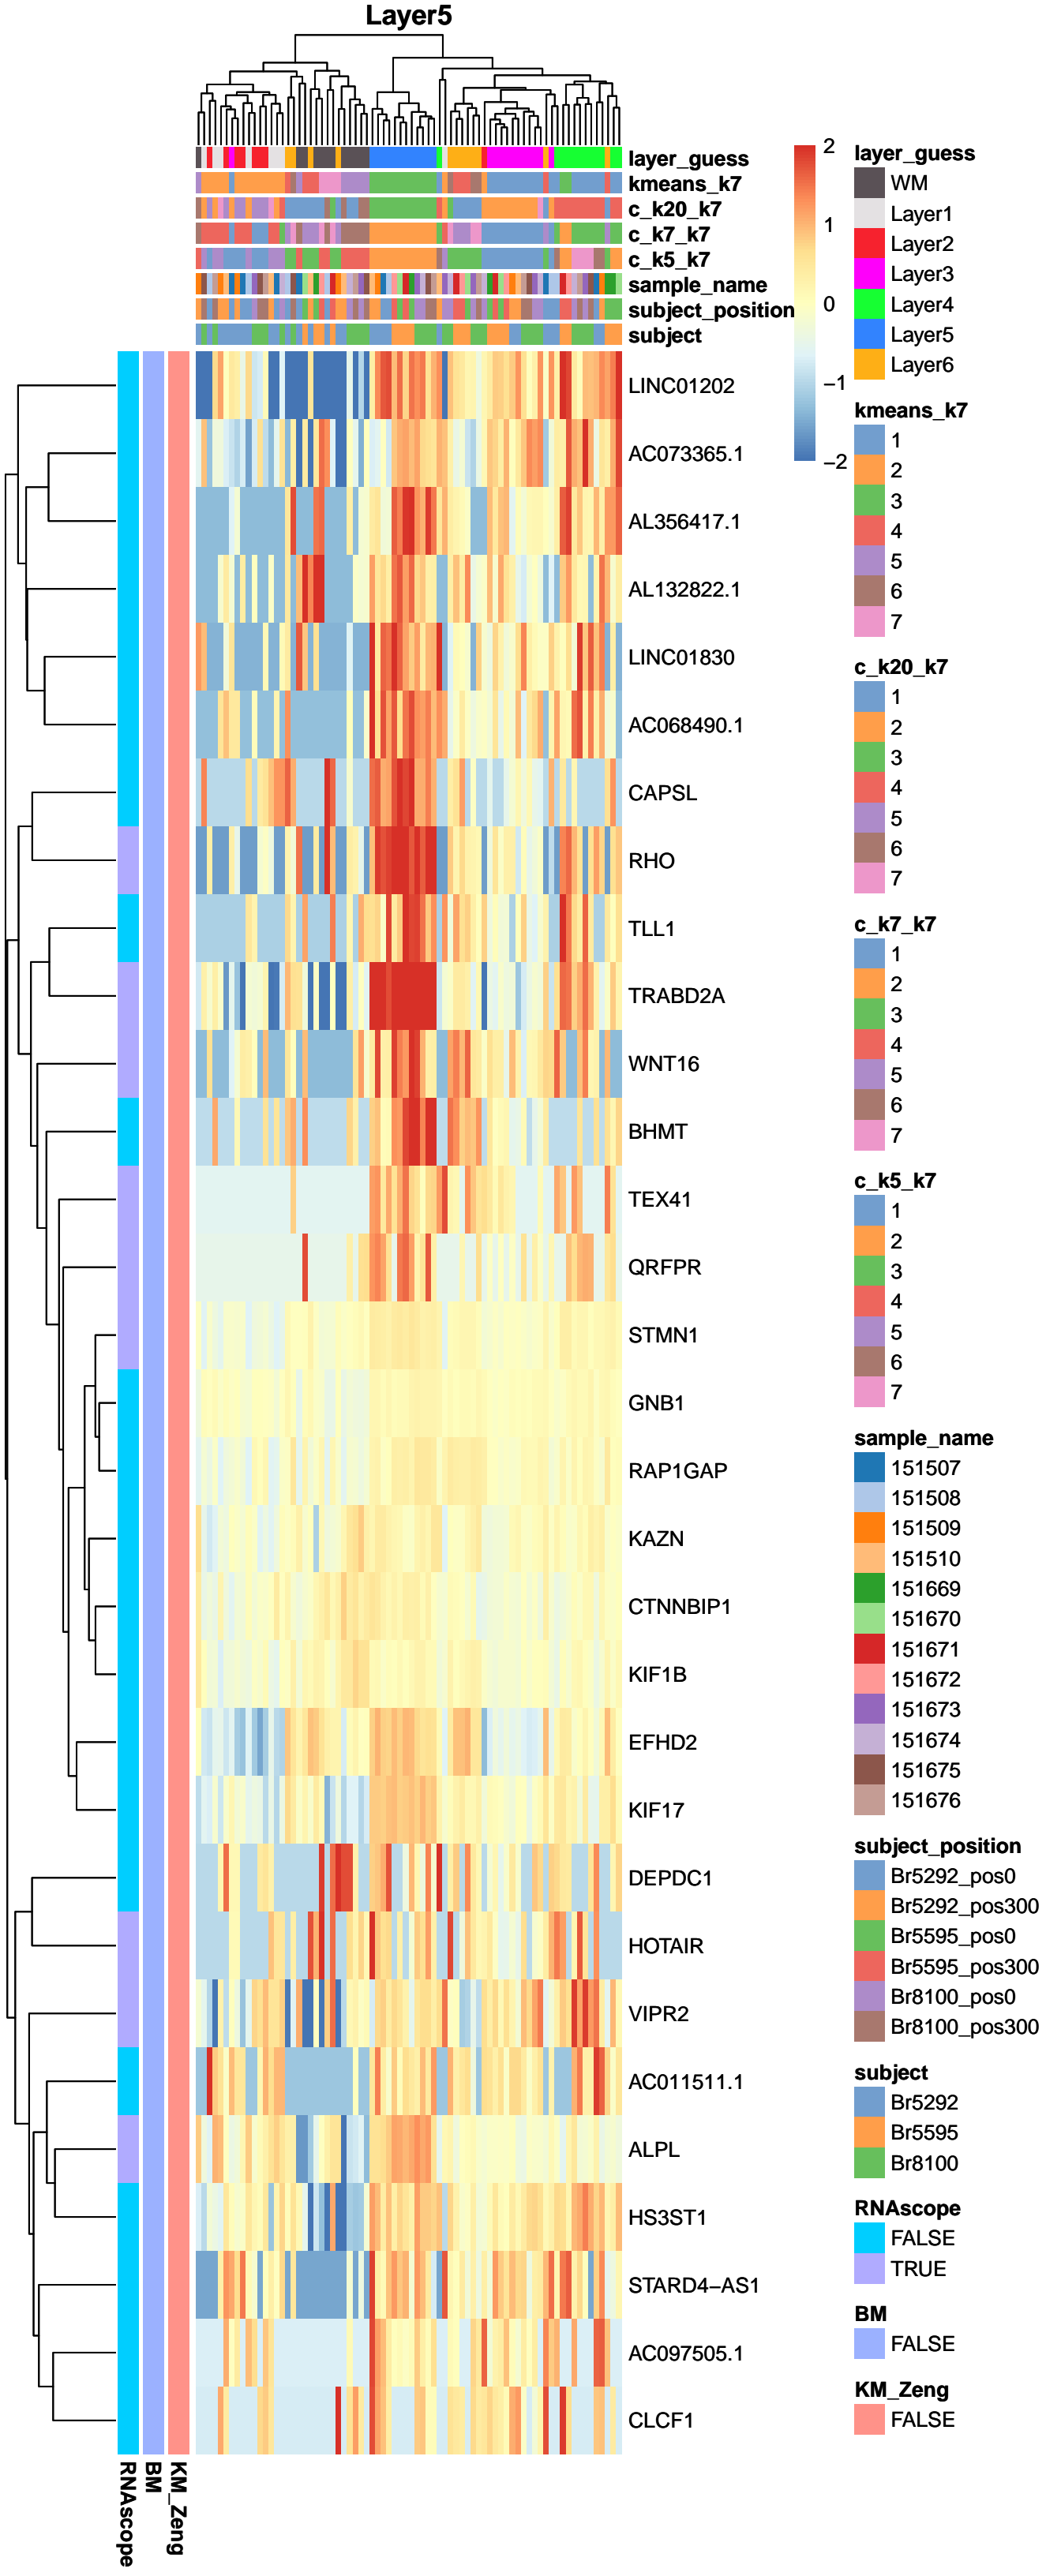 Layer5
layer_guess
kmeans_k7
c_k20_k7
c_k7_k7
c_k5_k7
sample_name
subject_position
subject
LINC01202
AC073365.1
AL356417.1
AL132822.1
LINC01830
AC068490.1
CAPSL
RHO
TLL1
TRABD2A
WNT16
BHMT
TEX41
QRFPR
STMN1
GNB1
RAP1GAP
KAZN
CTNNBIP1
KIF1B
EFHD2
KIF17
DEPDC1
HOTAIR
VIPR2
AC011511.1
ALPL
HS3ST1
STARD4−AS1
AC097505.1
CLCF1
RNAscope
BM
KM_Zeng
2
1
0
−1
−2
layer_guess
WM
Layer1
Layer2
Layer3
Layer4
Layer5
Layer6
kmeans_k7
1
2
3
4
5
6
7
c_k20_k7
1
2
3
4
5
6
7
c_k7_k7
1
2
3
4
5
6
7
c_k5_k7
1
2
3
4
5
6
7
sample_name
151507
151508
151509
151510
151669
151670
151671
151672
151673
151674
151675
151676
subject_position
Br5292_pos0
Br5292_pos300
Br5595_pos0
Br5595_pos300
Br8100_pos0
Br8100_pos300
subject
Br5292
Br5595
Br8100
RNAscope
FALSE
TRUE
BM
FALSE
KM_Zeng
FALSE